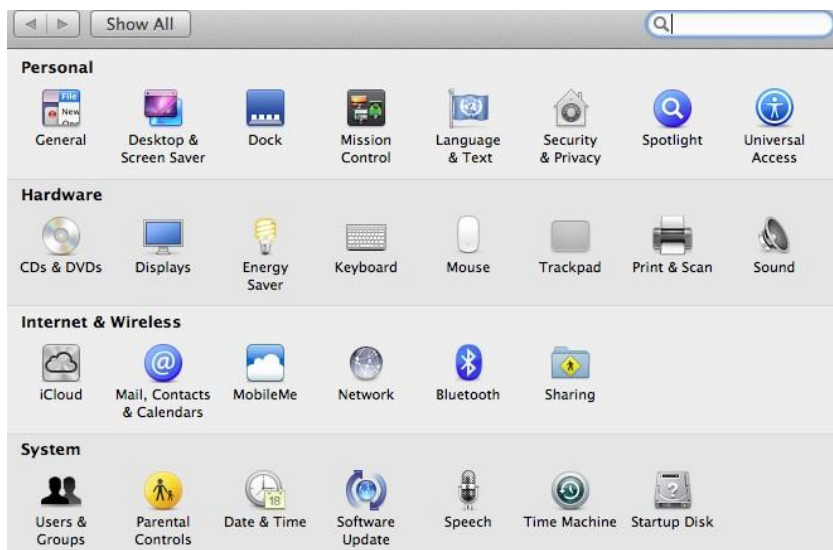 Show All
Personal
General
Desktop & Screen Saver
Dock
Mission Control
Language & Text
Security & Privacy
Spotlight
Universal Access
Hardware
CDs & DVDs
Displays
Energy Saver
Keyboard
Mouse
Trackpad
Print & Scan
Sound
Internet & Wireless
iCloud
Mail, Contacts & Calendars
MobileMe
Network
Bluetooth
Sharing
System
Users & Groups
Parental Controls
Date & Time
18
Software Update
Speech
Time Machine
Startup Disk